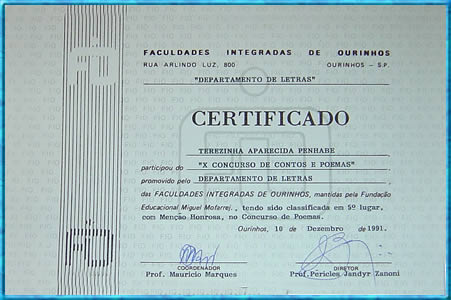 FACULDADES INTEGRADAS DE OURINHOS
RUA ARLINDO LUZ, 800 OURINHOS - S.P.
"DEPARTAMENTO DE LETRAS"
CERTIFICADO
TEREZINHA APARECIDA PENHABE
participou do "X CONCURSO DE CONTOS E POEMAS"
promovido pelo DEPARTAMENTO DE LETRAS
das FACULDADES INTEGRADAS DE OURINHOS, mantidas pela Fundação
Educacional Miguel Mofarrej, tendo sido classificada em 5º lugar,
com Menção Honrosa, no Concurso de Poemas.
Ourinhos, 10 de Dezembro de 1991.
COORDENADOR DIRETOR
Prof. Mauricio Marques Prof. Pericles Jandyr Zanoni